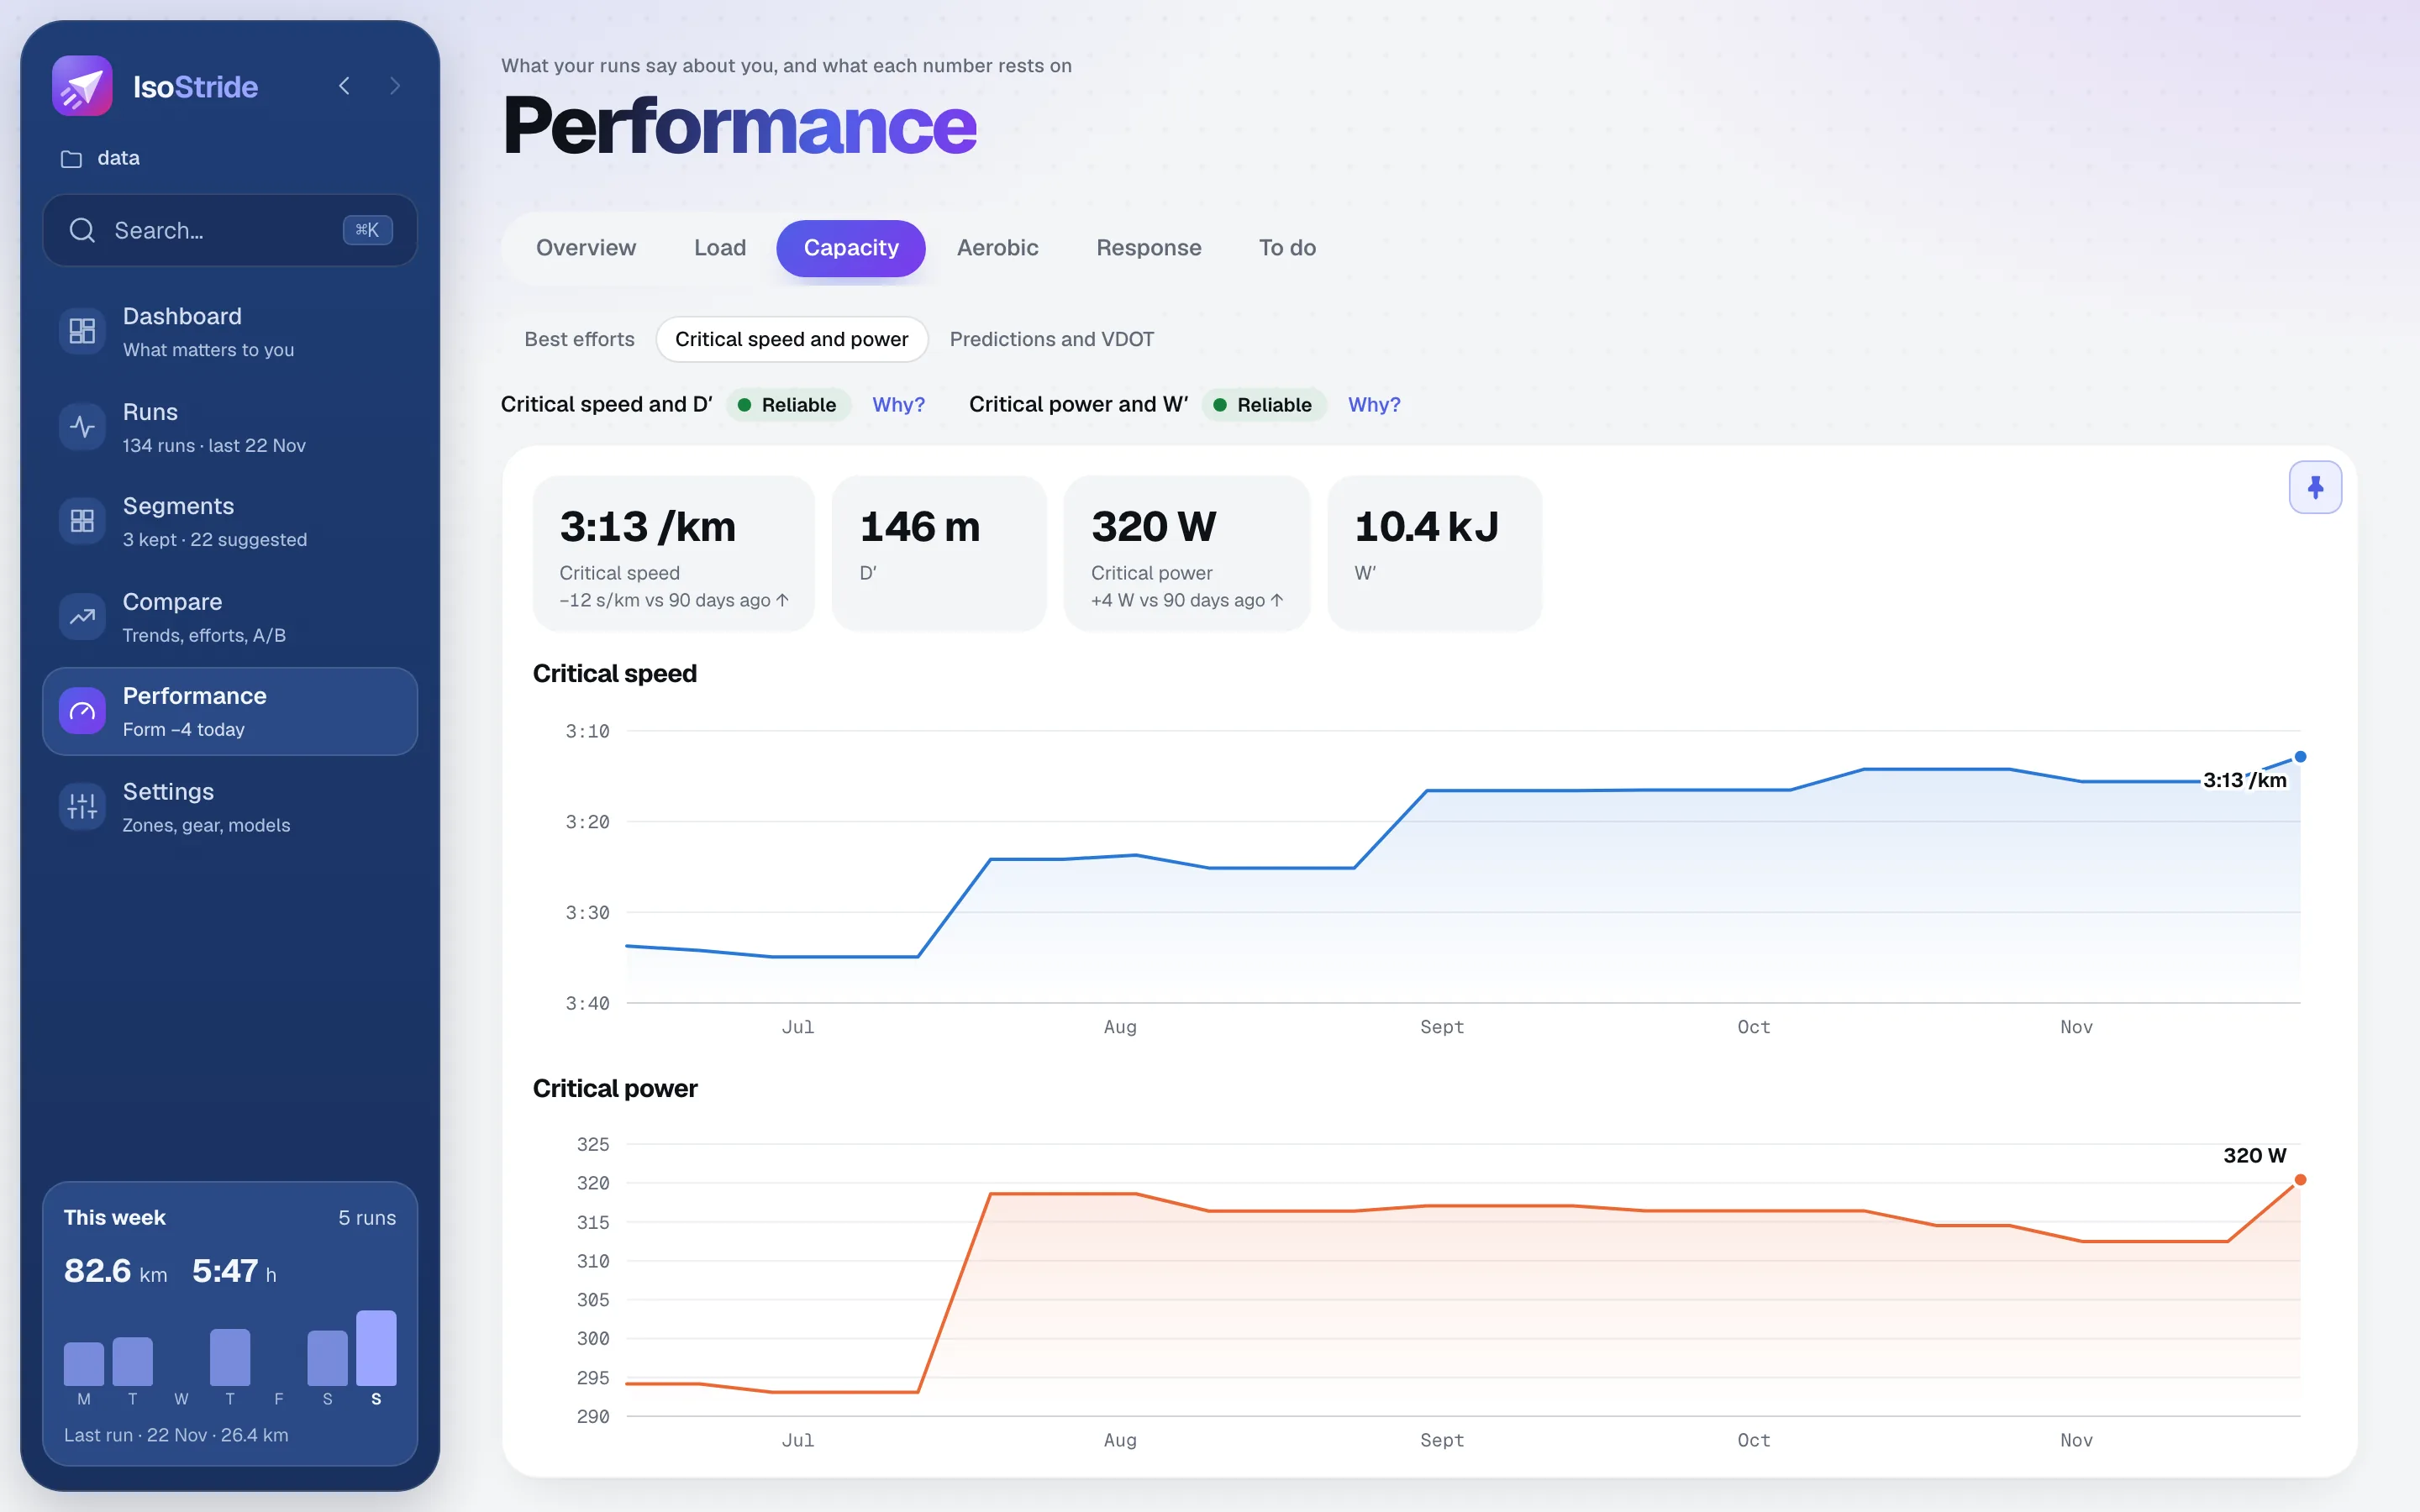 IsoStride
data
Search…
⌘K
Dashboard
What matters to you
Runs
134 runs · last 22 Nov
Segments
3 kept · 22 suggested
Compare
Trends, efforts, A/B
Performance
Form −4 today
Settings
Zones, gear, models
This week
5 runs
82.6 km 5:47 h
M T W T F S S
Last run · 22 Nov · 26.4 km
What your runs say about you, and what each number rests on
Performance
Overview Load Capacity Aerobic Response To do
Best efforts Critical speed and power Predictions and VDOT
Critical speed and D′ Reliable Why? Critical power and W′ Reliable Why?
3:13 /km
Critical speed
−12 s/km vs 90 days ago ↑
146 m
D′
320 W
Critical power
+4 W vs 90 days ago ↑
10.4 kJ
W′
Critical speed
3:10
3:20
3:30
3:40
3:13 /km
Jul Aug Sept Oct Nov
Critical power
325
320
315
310
305
300
295
290
320 W
Jul Aug Sept Oct Nov